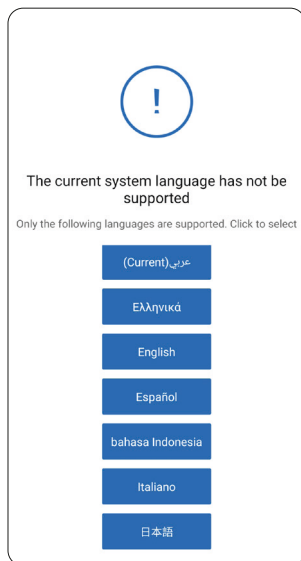 !
The current system language has not be
supported
Only the following languages are supported. Click to select
عربي(Current)
Ελληνικά
English
Español
bahasa Indonesia
Italiano
日本語